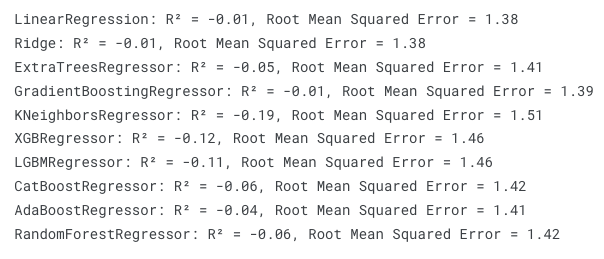 LinearRegression: R² = -0.01, Root Mean Squared Error = 1.38
Ridge: R² = -0.01, Root Mean Squared Error = 1.38
ExtraTreesRegressor: R² = -0.05, Root Mean Squared Error = 1.41
GradientBoostingRegressor: R² = -0.01, Root Mean Squared Error = 1.39
KNeighborsRegressor: R² = -0.19, Root Mean Squared Error = 1.51
XGBRegressor: R² = -0.12, Root Mean Squared Error = 1.46
LGBMRegressor: R² = -0.11, Root Mean Squared Error = 1.46
CatBoostRegressor: R² = -0.06, Root Mean Squared Error = 1.42
AdaBoostRegressor: R² = -0.04, Root Mean Squared Error = 1.41
RandomForestRegressor: R² = -0.06, Root Mean Squared Error = 1.42